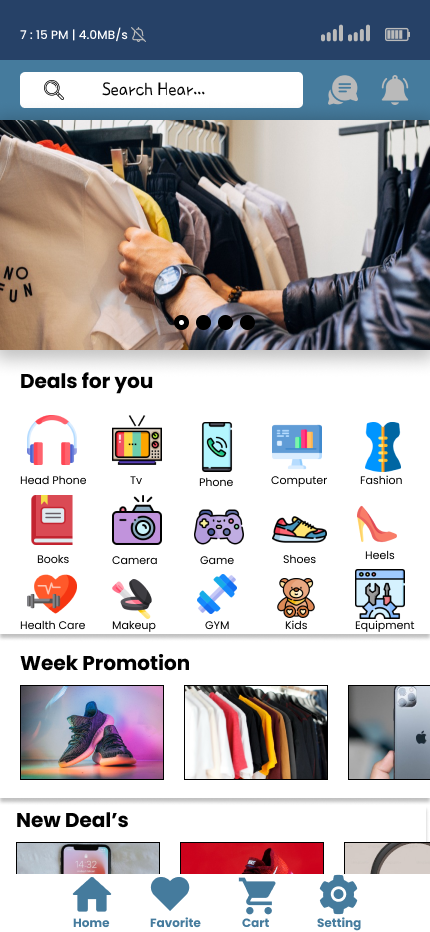 7 : 15 PM | 4.0MB/s
Search Hear...
NO
FUN
Deals for you
Head Phone Tv Phone Computer Fashion
Books Camera Game Shoes Heels
Health Care Makeup GYM Kids Equipment
Week Promotion
New Deal's
14:32
Home Favorite Cart Setting